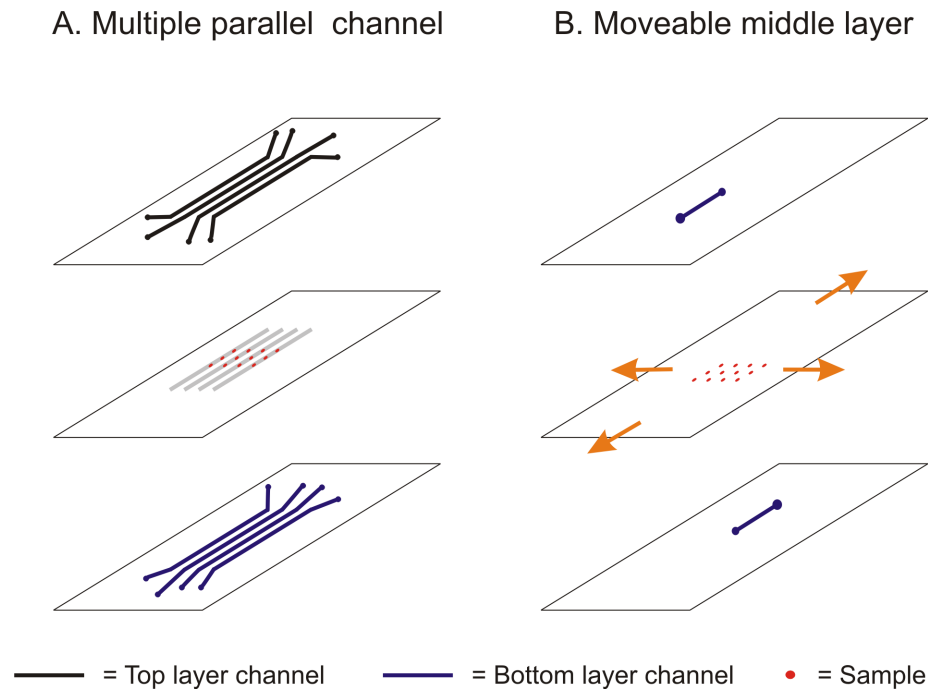 A. Multiple parallel channel
B. Moveable middle layer
= Top layer channel
= Bottom layer channel
= Sample